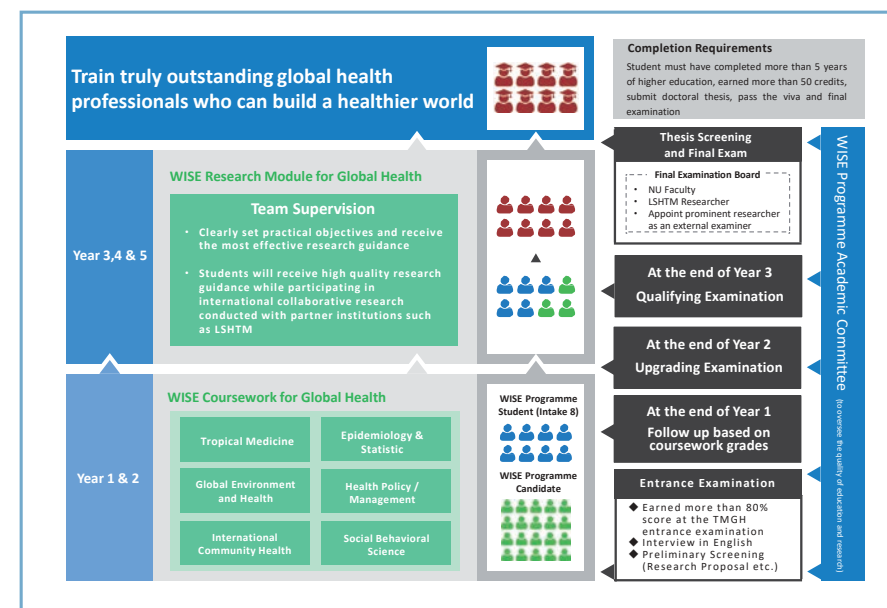 Train truly outstanding global health
professionals who can build a healthier world
Completion Requirements
Student must have completed more than 5 years
of higher education, earned more than 50 credits,
submit doctoral thesis, pass the viva and final
examination
Year 3,4 & 5
WISE Research Module for Global Health
Team Supervision
• Clearly set practical objectives and receive
the most effective research guidance
• Students will receive high quality research
guidance while participating in
international collaborative research
conducted with partner institutions such
as LSHTM
Thesis Screening
and Final Exam
Final Examination Board
• NU Faculty
• LSHTM Researcher
• Appoint prominent researcher
as an external examiner
At the end of Year 3
Qualifying Examination
At the end of Year 2
Upgrading Examination
Year 1 & 2
WISE Coursework for Global Health
Tropical Medicine
Epidemiology &
Statistic
Global Environment
and Health
Health Policy /
Management
International
Community Health
Social Behavioral
Science
WISE Programme
Student (Intake 8)
WISE Programme
Candidate
At the end of Year 1
Follow up based on
coursework grades
Entrance Examination
◆ Earned more than 80%
score at the TMGH
entrance examination
◆ Interview in English
◆ Preliminary Screening
(Research Proposal etc.)
WISE Programme Academic Committee (to oversee the quality of education and research)